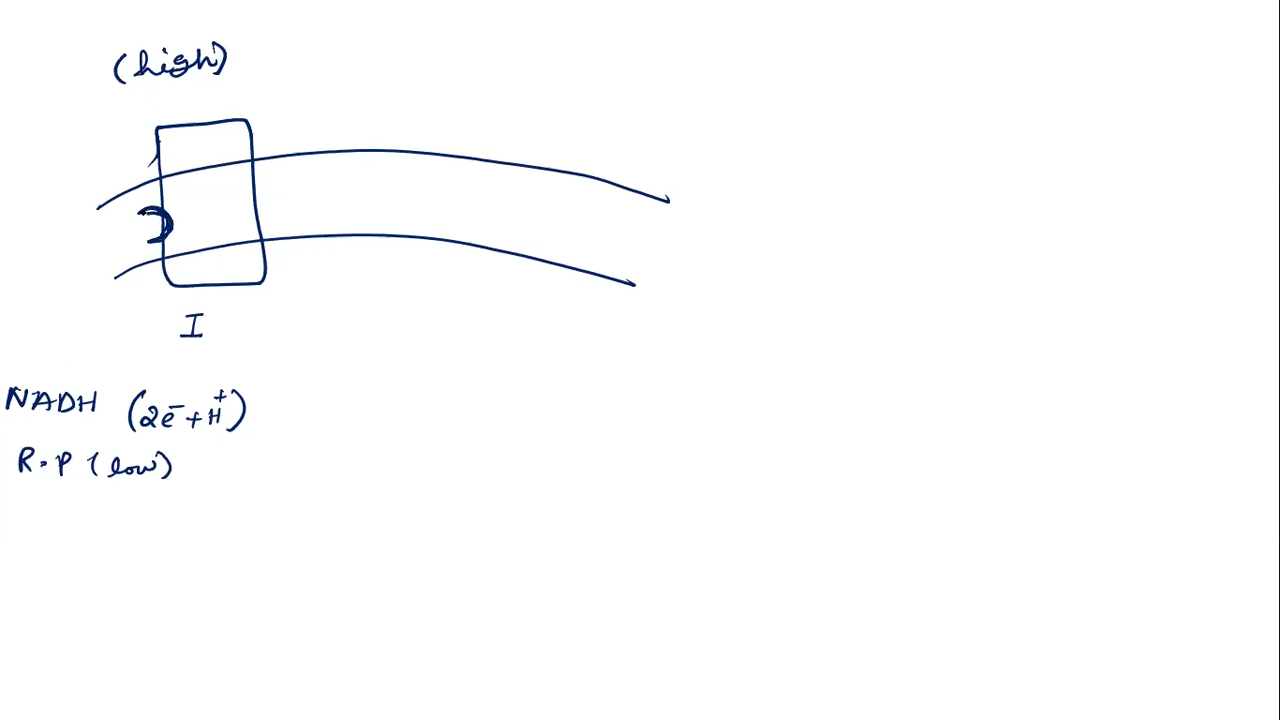 (high)
I
NADH (2e⁻+H⁺)
R.P (low)